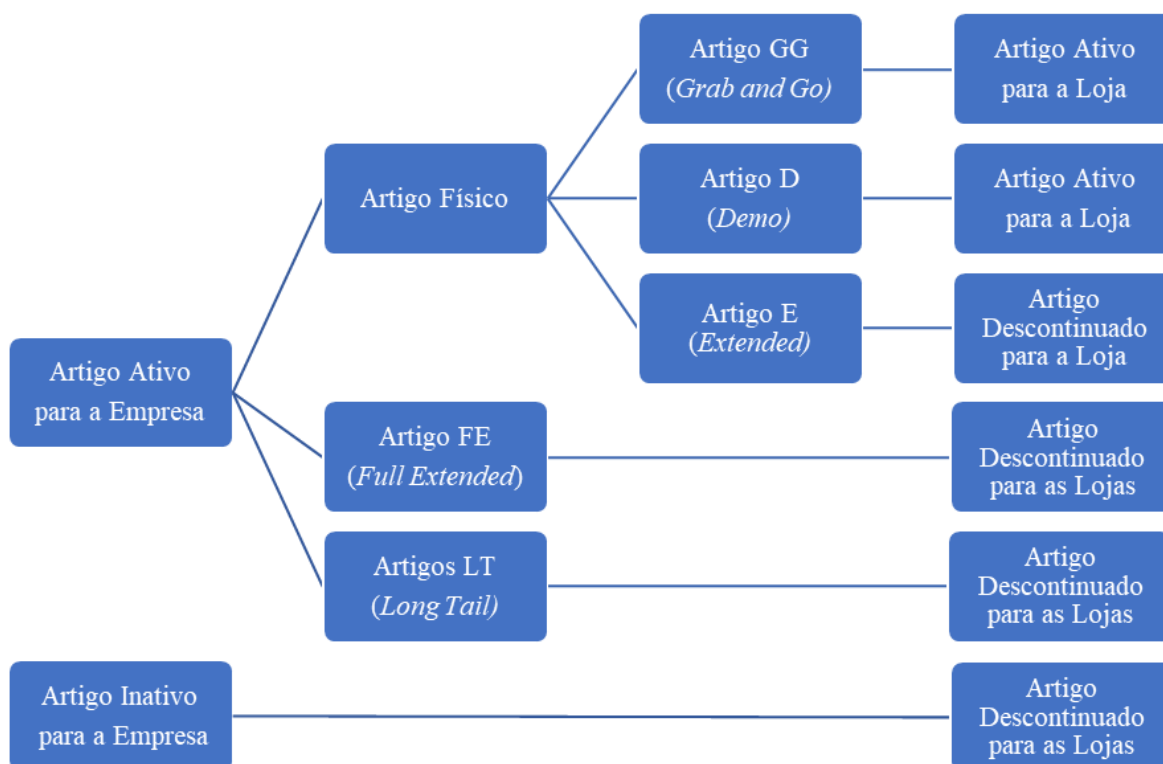 Artigo GG
(Grab and Go)
Artigo Ativo
para a Loja
Artigo Físico
Artigo D
(Demo)
Artigo Ativo
para a Loja
Artigo E
(Extended)
Artigo
Descontinuado
para a Loja
Artigo Ativo
para a Empresa
Artigo FE
(Full Extended)
Artigo
Descontinuado
para as Lojas
Artigos LT
(Long Tail)
Artigo
Descontinuado
para as Lojas
Artigo Inativo
para a Empresa
Artigo
Descontinuado
para as Lojas